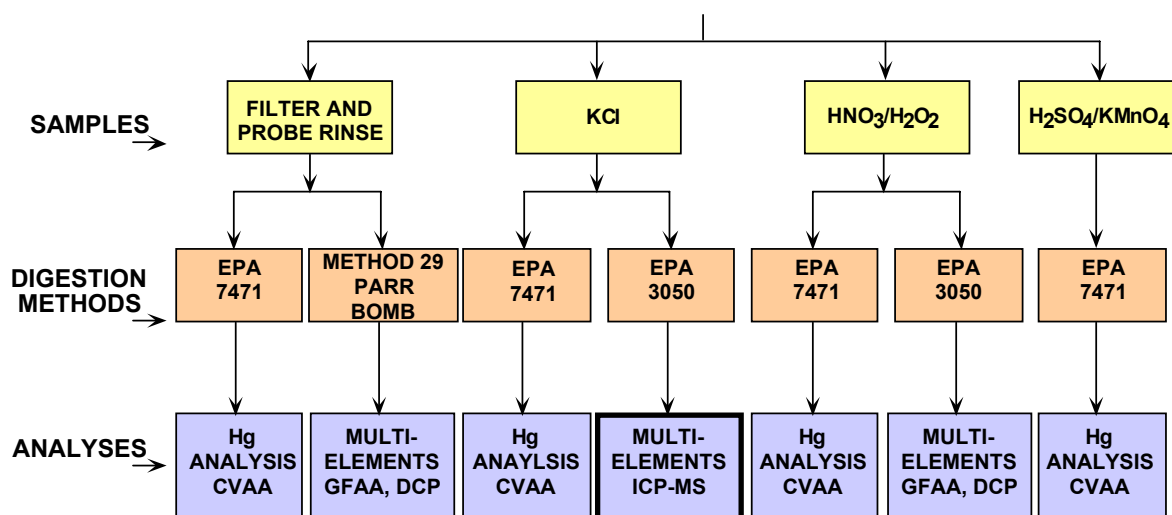 SAMPLES
FILTER AND
PROBE RINSE
KCl
HNO₃/H₂O₂
H₂SO₄/KMnO₄
DIGESTION
METHODS
EPA
7471
METHOD 29
PARR
BOMB
EPA
7471
EPA
3050
EPA
7471
EPA
3050
EPA
7471
ANALYSES
Hg
ANALYSIS
CVAA
MULTI-
ELEMENTS
GFAA, DCP
Hg
ANAYLSIS
CVAA
MULTI-
ELEMENTS
ICP-MS
Hg
ANALYSIS
CVAA
MULTI-
ELEMENTS
GFAA, DCP
Hg
ANALYSIS
CVAA